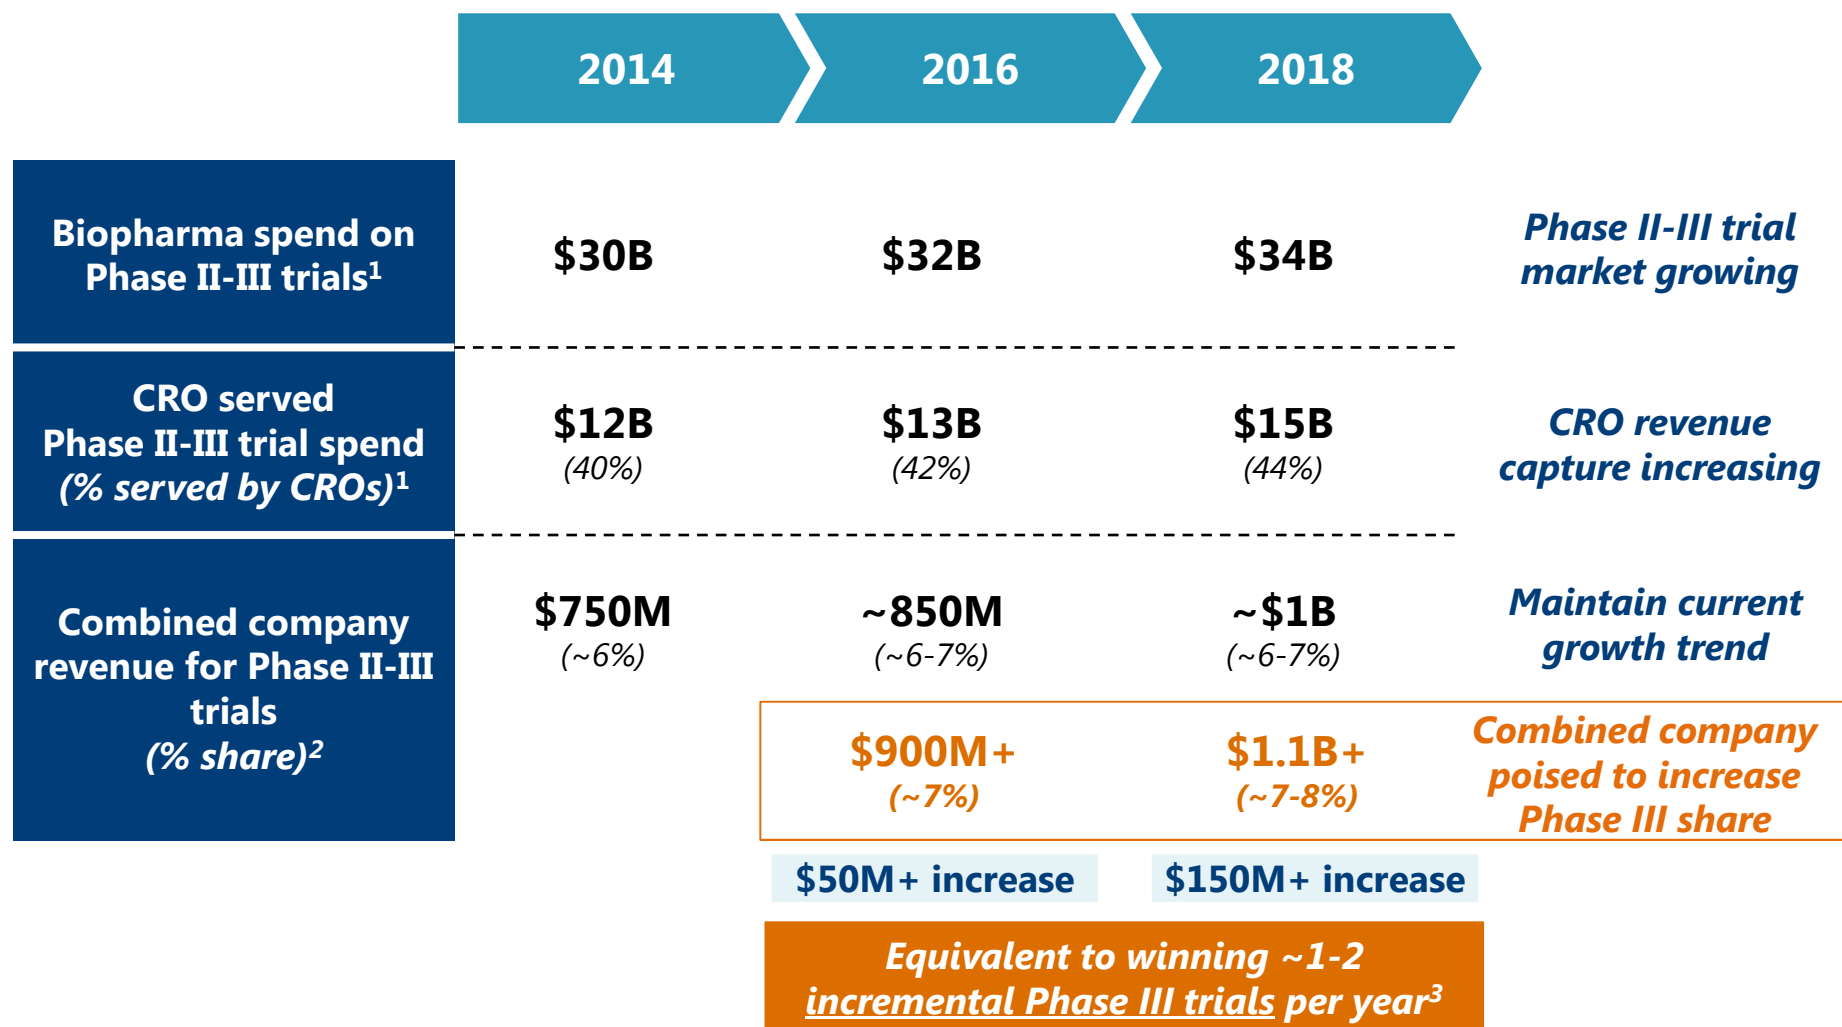 2014 2016 2018
Biopharma spend on
Phase II-III trials¹
$30B $32B $34B
Phase II-III trial
market growing
CRO served
Phase II-III trial spend
(% served by CROs)¹
$12B $13B $15B
(40%) (42%) (44%)
CRO revenue
capture increasing
Combined company
revenue for Phase II-III
trials
(% share)²
$750M ~850M ~$1B
(~6%) (~6-7%) (~6-7%)
Maintain current
growth trend
$900M+ $1.1B+
(~7%) (~7-8%)
Combined company
poised to increase
Phase III share
$50M+ increase $150M+ increase
Equivalent to winning ~1-2
incremental Phase III trials per year³